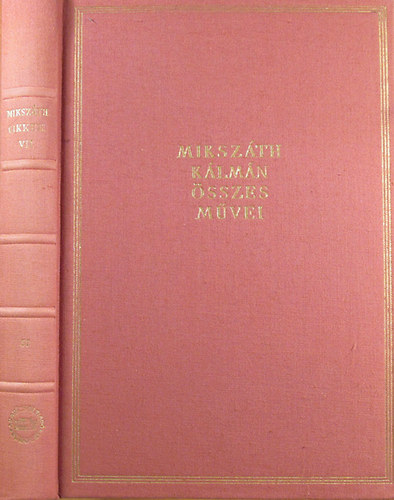 MIKSZÁTH
CIKKEK
VI.
MIKSZÁTH
KÁLMÁN
ÖSSZES
MŰVEI